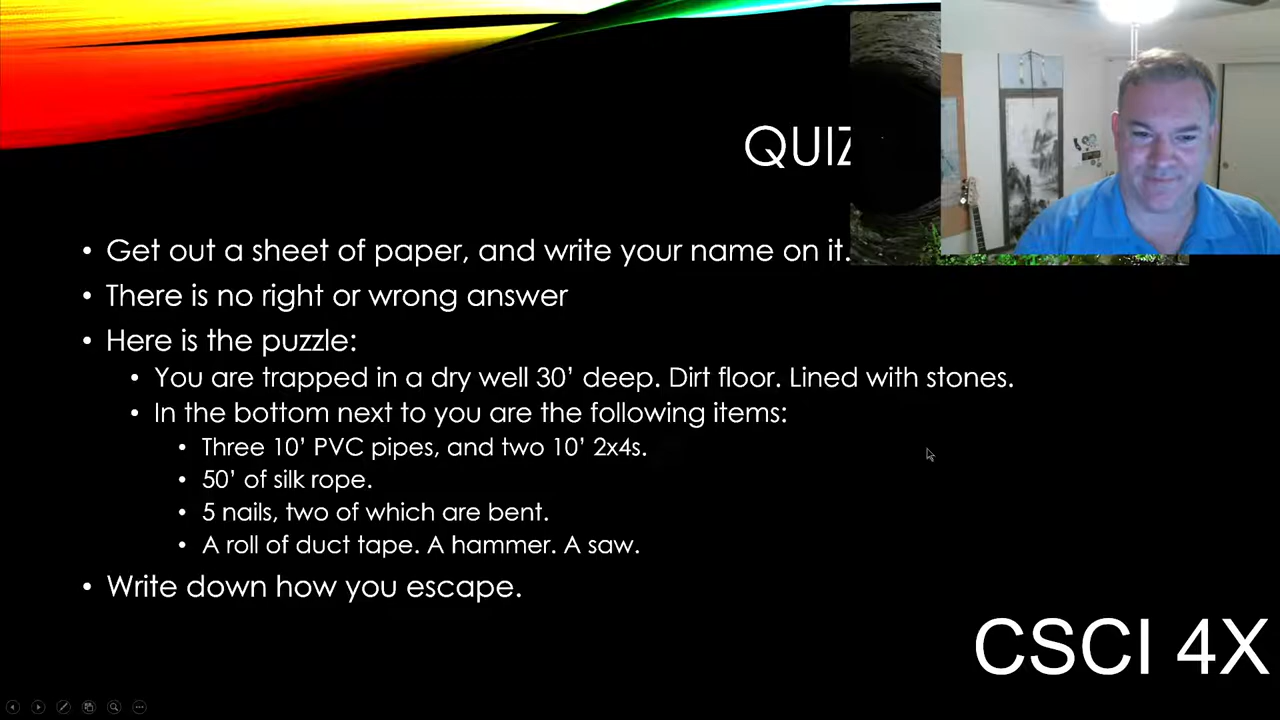 QUIZ
Get out a sheet of paper, and write your name on it.
There is no right or wrong answer
Here is the puzzle:
You are trapped in a dry well 30’ deep. Dirt floor. Lined with stones.
In the bottom next to you are the following items:
Three 10’ PVC pipes, and two 10’ 2x4s.
50’ of silk rope.
5 nails, two of which are bent.
A roll of duct tape. A hammer. A saw.
Write down how you escape.
CSCI 4X